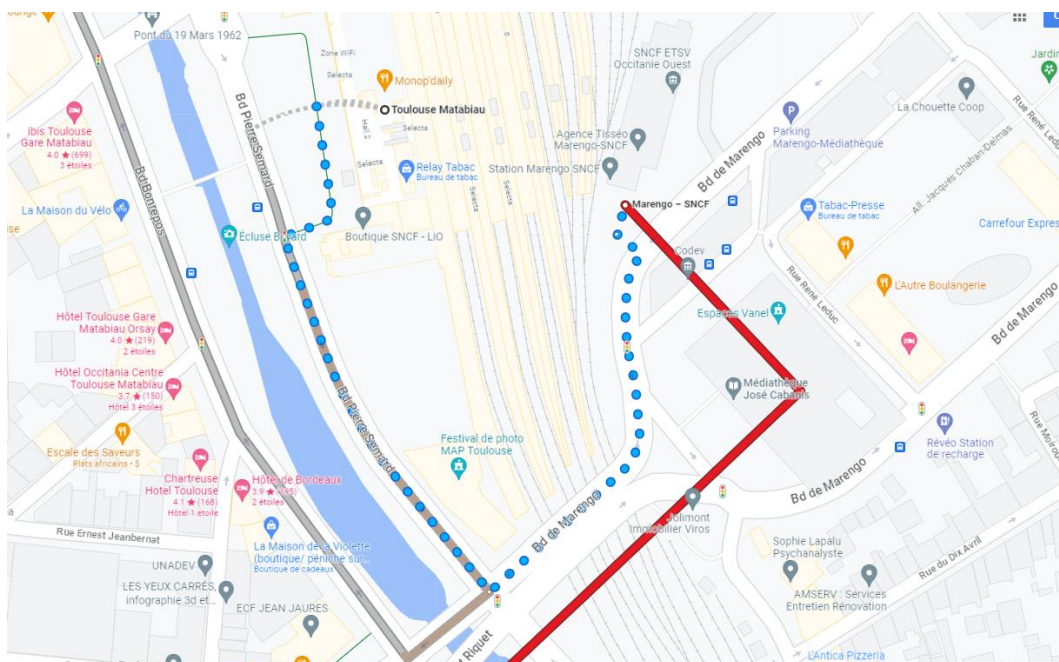 Pont du 19 Mars 1962
Zone WiFi
Selecta
Monop'daily
SNCF ETSV
Occitanie Ouest
Jardin
La Chouette Coop
Rue René Leduc
ibis Toulouse
Gare Matabiau
4.0 ★ (699)
3 étoiles
Bd Pierre Semard
Toulouse Matabiau
Hall 2
Selecta
Agence Tisséo
Marengo-SNCF
Parking
Marengo-Médiathèque
Bd de Marengo
All. Jacques Chaban-Delmas
Selecta
Relay Tabac
Bureau de tabac
Station Marengo SNCF
Selecta
Selecta
Selecta
La Maison du Vélo
Bd Bonrepos
Marengo – SNCF
Tabac-Presse
Bureau de tabac
Carrefour Express
Écluse Bayard
Boutique SNCF - LiO
Codev
Rue René Leduc
L'Autre Boulangerie
Bd de Marengo
Hôtel Toulouse Gare
Matabiau Orsay
4.0 ★ (219)
2 étoiles
Espaces Vanel
Hôtel Occitania Centre
Toulouse Matabiau
3.7 ★ (150)
Hôtel 3 étoiles
Médiathèque
José Cabanis
Bd Pierre Semard
Escale des Saveurs
Plats africains • $
Festival de photo
MAP Toulouse
Révéo Station
de recharge
Chartreuse
Hotel Toulouse
4.1 ★ (168)
Hôtel 1 étoile
Hôtel de Bordeaux
3.9 ★ (195)
2 étoiles
Bd de Marengo
Bd de Marengo
Jolimont
Immobilier Viros
Rue Ernest Jeanbernat
La Maison de la Violette
(boutique/ péniche sur...
Boutique de cadeaux
Sophie Lapalu
Psychanalyste
Rue du Dix Avril
UNADEV
LES YEUX CARRÉS,
infographie 3d et...
ECF JEAN JAURES
AMSERV : Services
Entretien Rénovation
Riquet
L'Antica Pizzeria